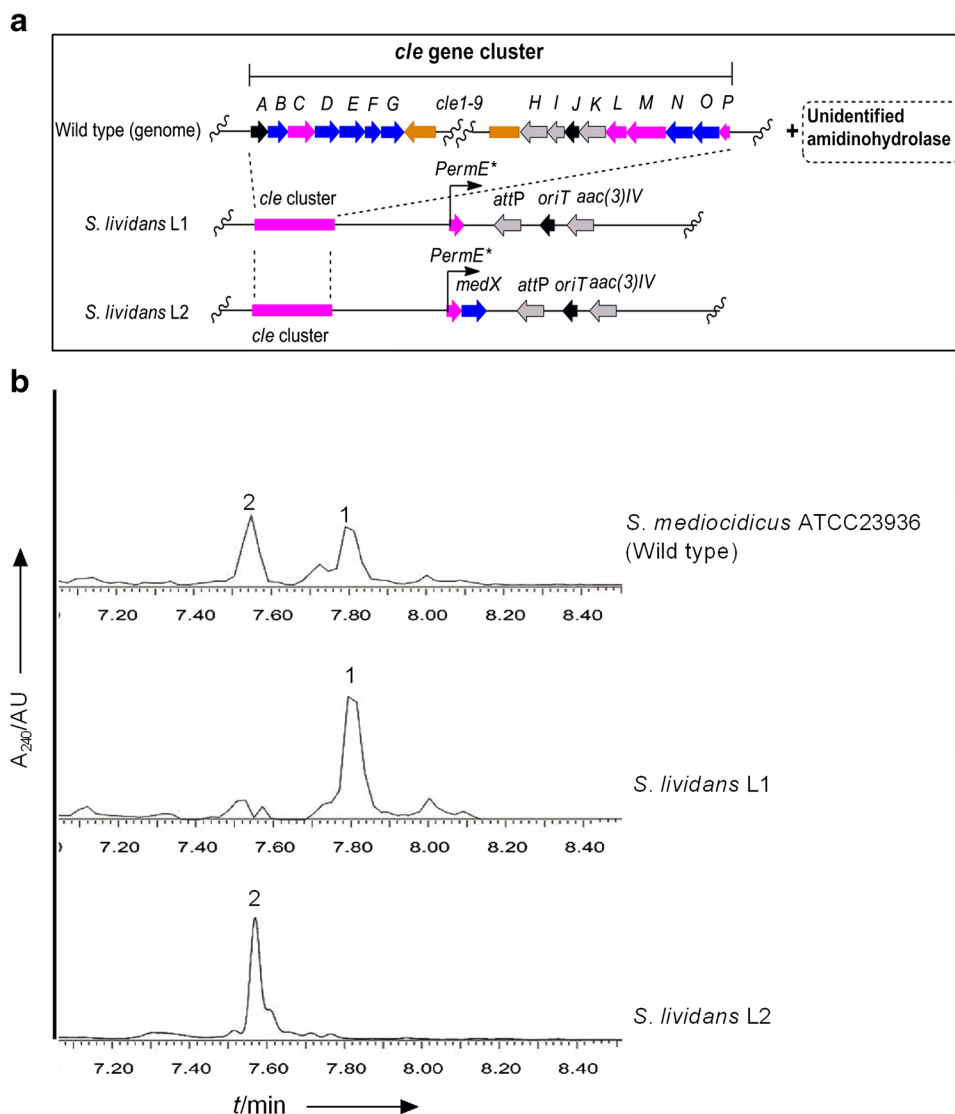 a
cle gene cluster
A B C D E F G cle1-9 H I J K L M N O P
Wild type (genome) + Unidentified
amidinohydrolase
PermE*
cle cluster attP oriT aac(3)IV
S. lividans L1
PermE*
medX attP oriT aac(3)IV
S. lividans L2
cle cluster
b
2 1
S. mediocidicus ATCC23936
(Wild type)
7.20 7.40 7.60 7.80 8.00 8.20 8.40
1
A240/AU
S. lividans L1
7.20 7.40 7.60 7.80 8.00 8.20 8.40
2
S. lividans L2
7.20 7.40 7.60 7.80 8.00 8.20 8.40
t/min